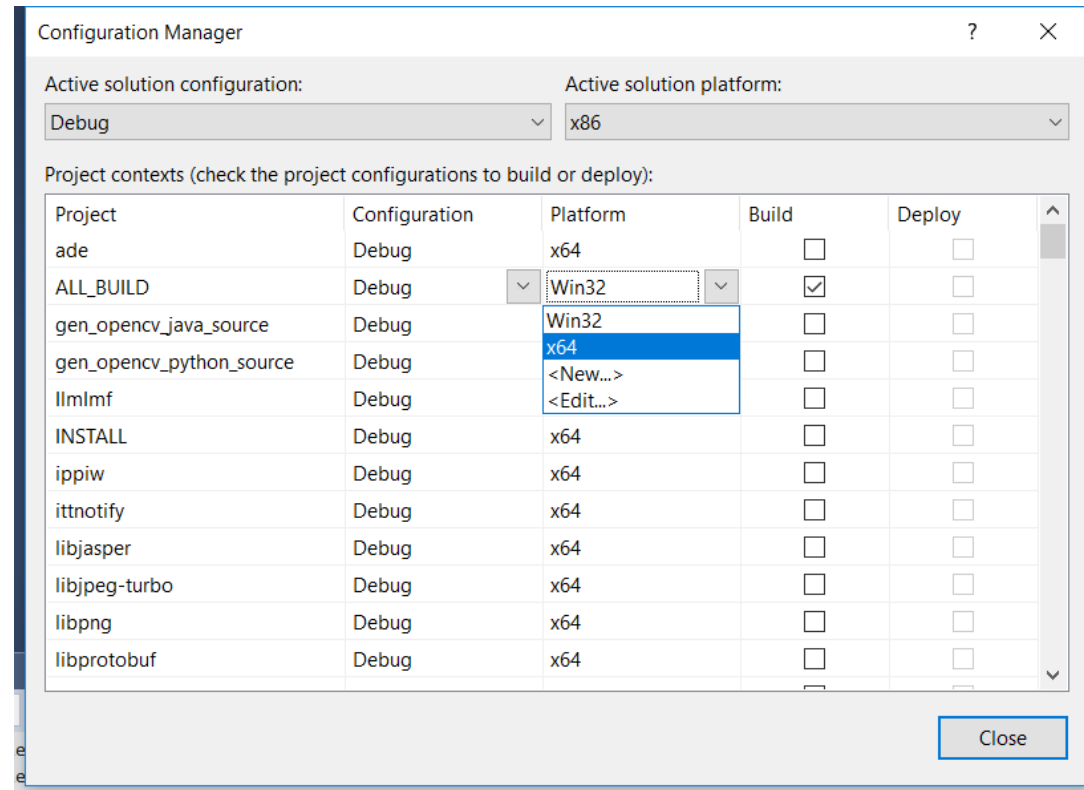 Configuration Manager ?
Active solution configuration: Active solution platform:
Debug x86
Project contexts (check the project configurations to build or deploy):
Project Configuration Platform Build Deploy
ade Debug x64
ALL_BUILD Debug Win32
gen_opencv_java_source Debug Win32
gen_opencv_python_source Debug x64
<New...>
IlmImf Debug <Edit...>
INSTALL Debug x64
ippiw Debug x64
ittnotify Debug x64
libjasper Debug x64
libjpeg-turbo Debug x64
libpng Debug x64
libprotobuf Debug x64
Close
e
e